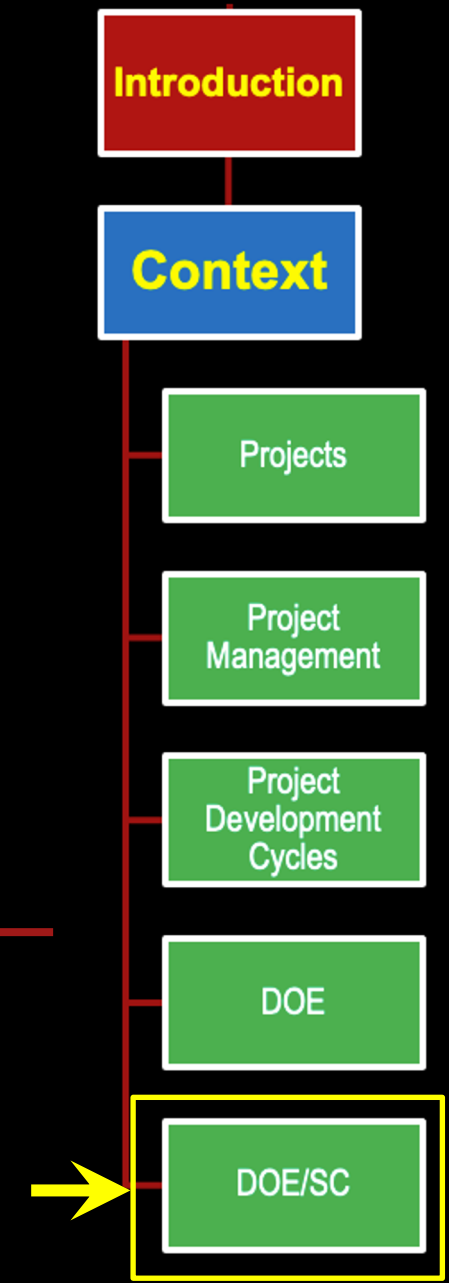 Introduction
Context
Projects
Project
Management
Project
Development
Cycles
DOE
DOE/SC